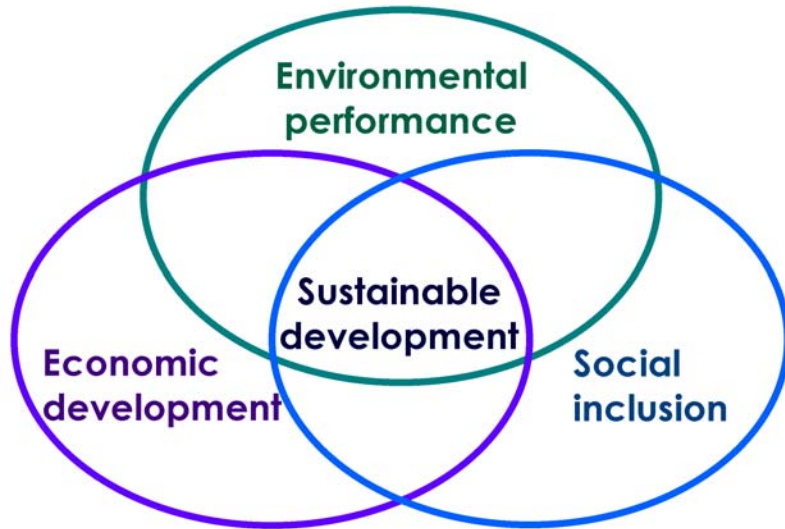 Environmental
performance
Sustainable
development
Economic
development
Social
inclusion